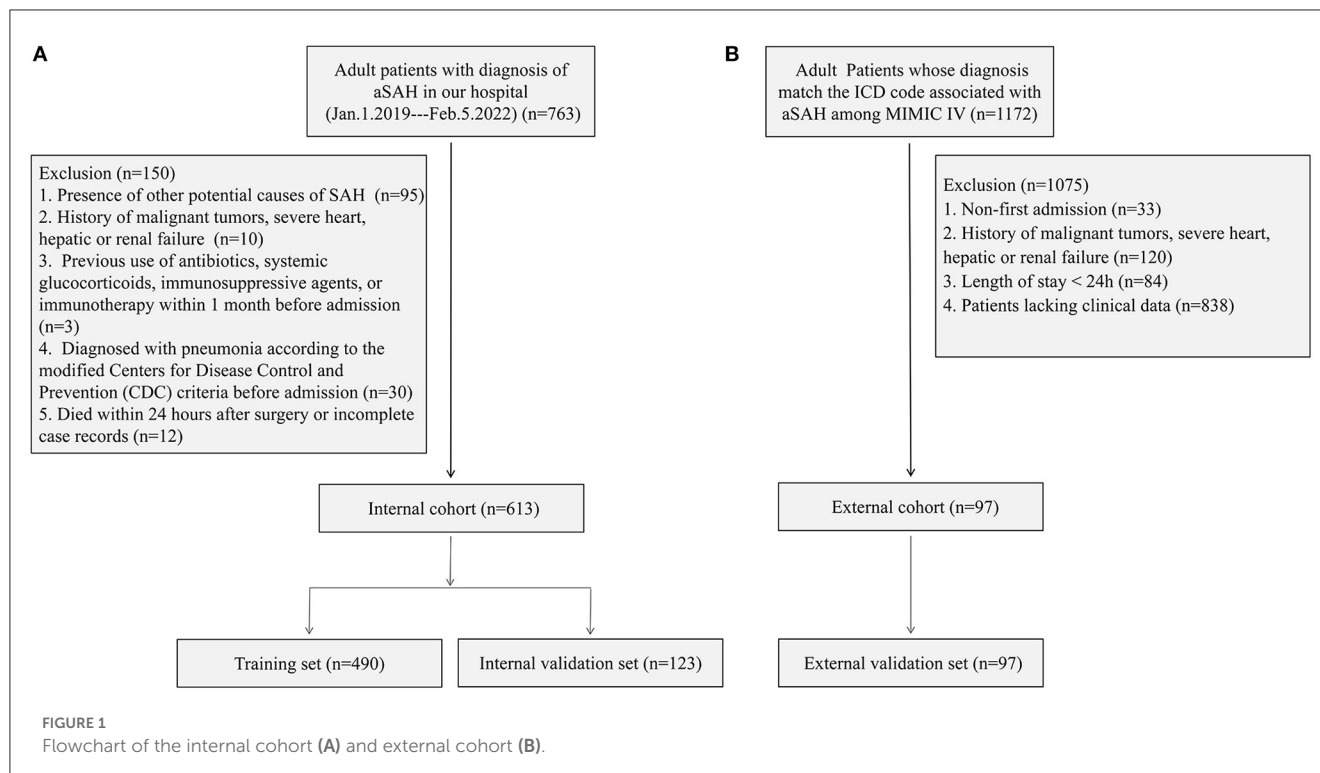 A
Adult patients with diagnosis of
aSAH in our hospital
(Jan.1.2019---Feb.5.2022) (n=763)
Exclusion (n=150)
1. Presence of other potential causes of SAH (n=95)
2. History of malignant tumors, severe heart,
hepatic or renal failure (n=10)
3. Previous use of antibiotics, systemic
glucocorticoids, immunosuppressive agents, or
immunotherapy within 1 month before admission
(n=3)
4. Diagnosed with pneumonia according to the
modified Centers for Disease Control and
Prevention (CDC) criteria before admission (n=30)
5. Died within 24 hours after surgery or incomplete
case records (n=12)
Internal cohort (n=613)
Training set (n=490)
Internal validation set (n=123)
B
Adult Patients whose diagnosis
match the ICD code associated with
aSAH among MIMIC IV (n=1172)
Exclusion (n=1075)
1. Non-first admission (n=33)
2. History of malignant tumors, severe heart,
hepatic or renal failure (n=120)
3. Length of stay < 24h (n=84)
4. Patients lacking clinical data (n=838)
External cohort (n=97)
External validation set (n=97)
FIGURE 1
Flowchart of the internal cohort (A) and external cohort (B).